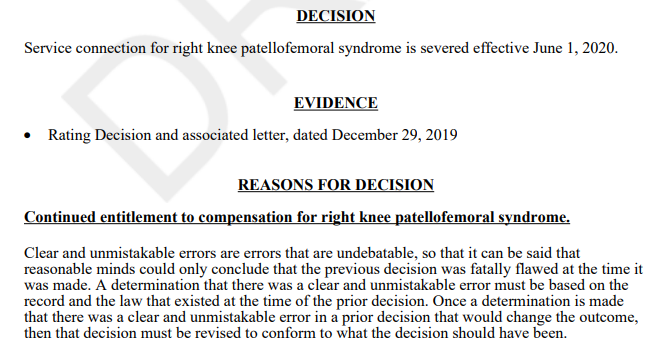 DECISION
Service connection for right knee patellofemoral syndrome is severed effective June 1, 2020.
EVIDENCE
• Rating Decision and associated letter, dated December 29, 2019
REASONS FOR DECISION
Continued entitlement to compensation for right knee patellofemoral syndrome.
Clear and unmistakable errors are errors that are undebatable, so that it can be said that
reasonable minds could only conclude that the previous decision was fatally flawed at the time it
was made. A determination that there was a clear and unmistakable error must be based on the
record and the law that existed at the time of the prior decision. Once a determination is made
that there was a clear and unmistakable error in a prior decision that would change the outcome,
then that decision must be revised to conform to what the decision should have been.